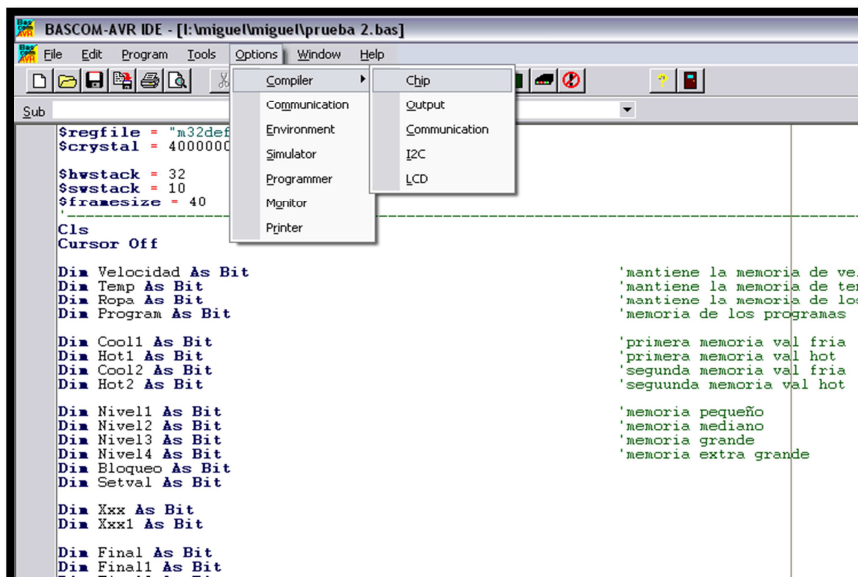 BASCOM-AVR IDE - [I:\miguel\miguel\prueba 2.bas]
File Edit Program Tools Options Window Help
Compiler
Communication
Environment
Simulator
Programmer
Monitor
Printer
Chip
Output
Communication
I2C
LCD
Sub
$regfile = "m32def
$crystal = 4000000
$hwstack = 32
$swstack = 10
$framesize = 40
'--------------------
Cls
Cursor Off
Dim Velocidad As Bit 'mantiene la memoria de ve
Dim Temp As Bit 'mantiene la memoria de te
Dim Ropa As Bit 'mantiene la memoria de los
Dim Program As Bit 'memoria de los programas
Dim Cool1 As Bit 'primera memoria val fria
Dim Hot1 As Bit 'primera memoria val hot
Dim Cool2 As Bit 'segunda memoria val fria
Dim Hot2 As Bit 'seguunda memoria val hot
Dim Nivel1 As Bit 'memoria pequeño
Dim Nivel2 As Bit 'memoria mediano
Dim Nivel3 As Bit 'memoria grande
Dim Nivel4 As Bit 'memoria extra grande
Dim Bloqueo As Bit
Dim Setval As Bit
Dim Xxx As Bit
Dim Xxx1 As Bit
Dim Final As Bit
Dim Final1 As Bit